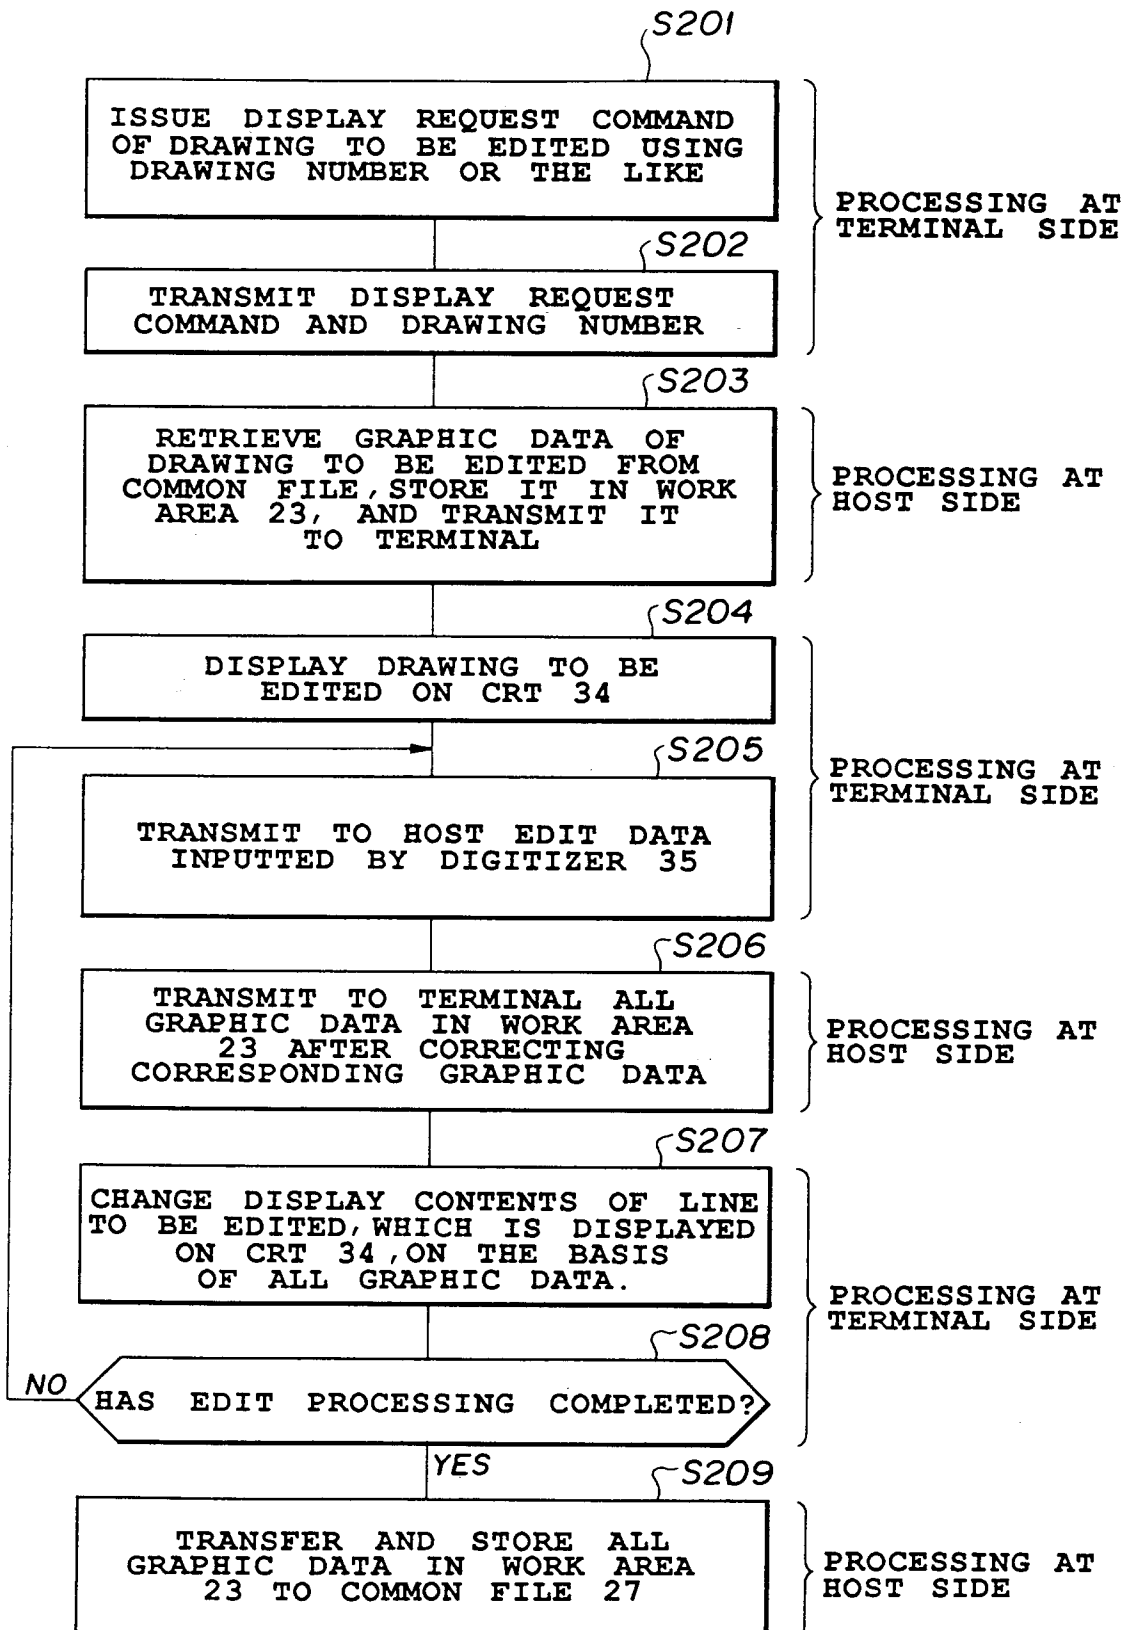 S201
ISSUE DISPLAY REQUEST COMMAND
OF DRAWING TO BE EDITED USING
DRAWING NUMBER OR THE LIKE
PROCESSING AT
TERMINAL SIDE
S202
TRANSMIT DISPLAY REQUEST
COMMAND AND DRAWING NUMBER
S203
RETRIEVE GRAPHIC DATA OF
DRAWING TO BE EDITED FROM
COMMON FILE, STORE IT IN WORK
AREA 23, AND TRANSMIT IT
TO TERMINAL
PROCESSING AT
HOST SIDE
S204
DISPLAY DRAWING TO BE
EDITED ON CRT 34
S205
PROCESSING AT
TERMINAL SIDE
TRANSMIT TO HOST EDIT DATA
INPUTTED BY DIGITIZER 35
S206
TRANSMIT TO TERMINAL ALL
GRAPHIC DATA IN WORK AREA
23 AFTER CORRECTING
CORRESPONDING GRAPHIC DATA
PROCESSING AT
HOST SIDE
S207
CHANGE DISPLAY CONTENTS OF LINE
TO BE EDITED, WHICH IS DISPLAYED
ON CRT 34, ON THE BASIS
OF ALL GRAPHIC DATA.
PROCESSING AT
TERMINAL SIDE
S208
NO
HAS EDIT PROCESSING COMPLETED?
YES
S209
TRANSFER AND STORE ALL
GRAPHIC DATA IN WORK AREA
23 TO COMMON FILE 27
PROCESSING AT
HOST SIDE